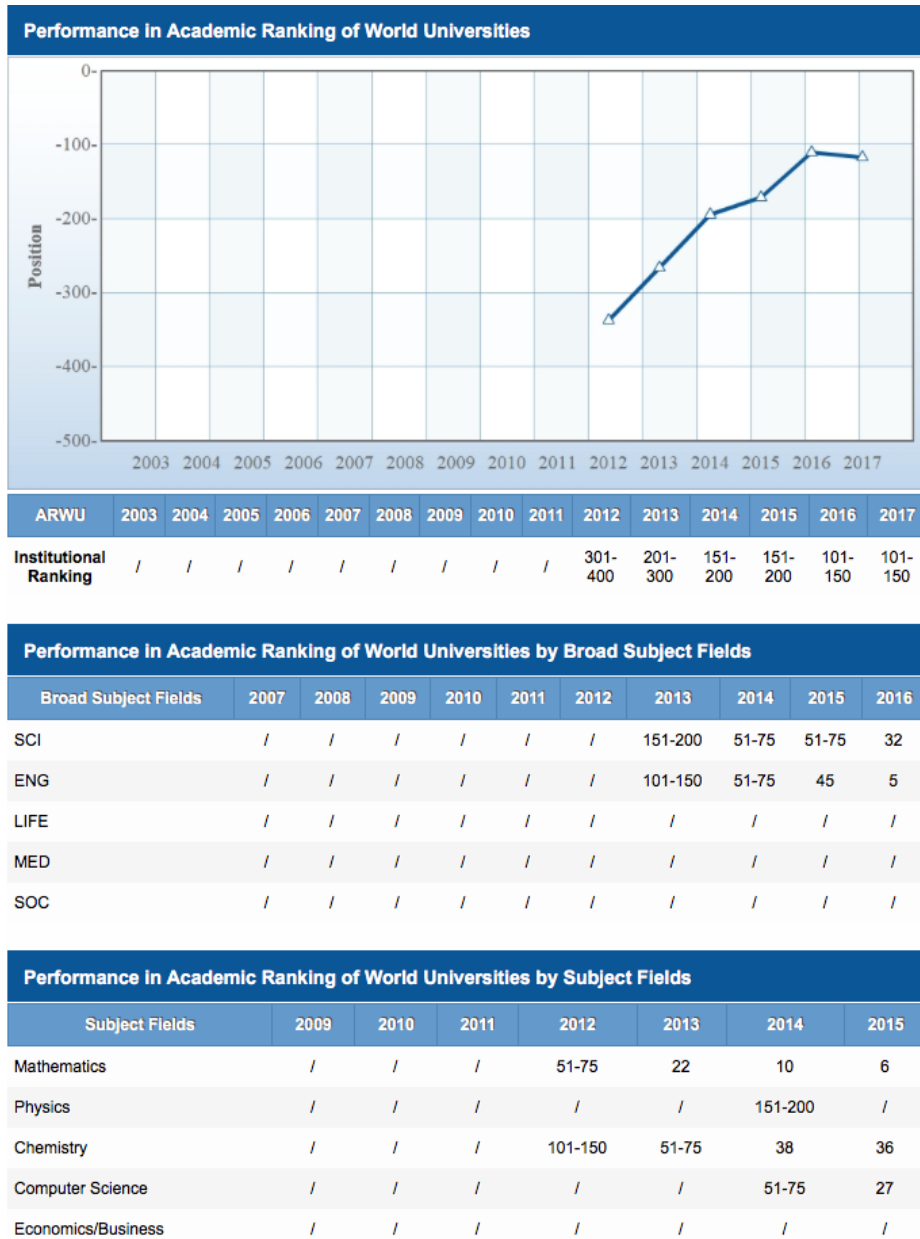 Performance in Academic Ranking of World Universities
0-
-100-
-200-
-300-
-400-
-500-
Position
2003 2004 2005 2006 2007 2008 2009 2010 2011 2012 2013 2014 2015 2016 2017
ARWU 2003 2004 2005 2006 2007 2008 2009 2010 2011 2012 2013 2014 2015 2016 2017
Institutional Ranking / / / / / / / / / 301-400 201-300 151-200 151-200 101-150 101-150
Performance in Academic Ranking of World Universities by Broad Subject Fields
Broad Subject Fields 2007 2008 2009 2010 2011 2012 2013 2014 2015 2016
SCI / / / / / / 151-200 51-75 51-75 32
ENG / / / / / / 101-150 51-75 45 5
LIFE / / / / / / / / / /
MED / / / / / / / / / /
SOC / / / / / / / / / /
Performance in Academic Ranking of World Universities by Subject Fields
Subject Fields 2009 2010 2011 2012 2013 2014 2015
Mathematics / / / 51-75 22 10 6
Physics / / / / / 151-200 /
Chemistry / / / 101-150 51-75 38 36
Computer Science / / / / / 51-75 27
Economics/Business / / / / / / /